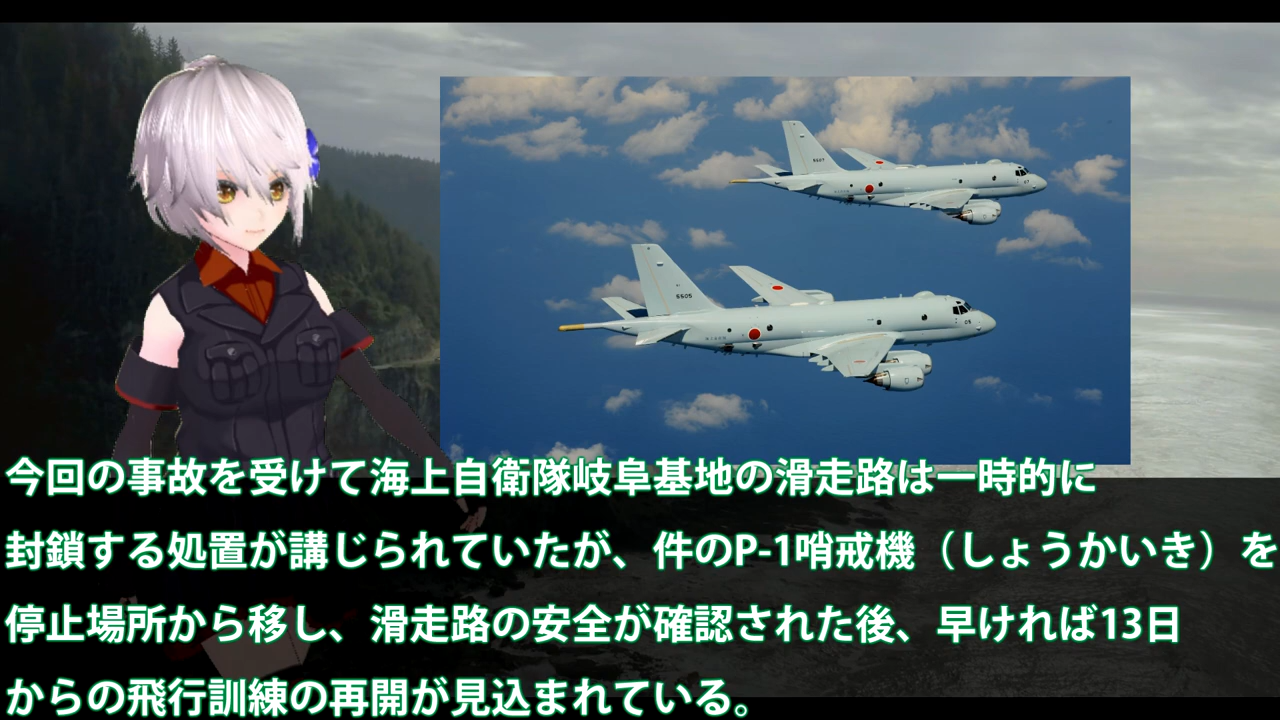 5507
07
5505
05
今回の事故を受けて海上自衛隊岐阜基地の滑走路は一時的に
封鎖する処置が講じられていたが、件のP-1哨戒機（しょうかいき）を
停止場所から移し、滑走路の安全が確認された後、早ければ13日
からの飛行訓練の再開が見込まれている。